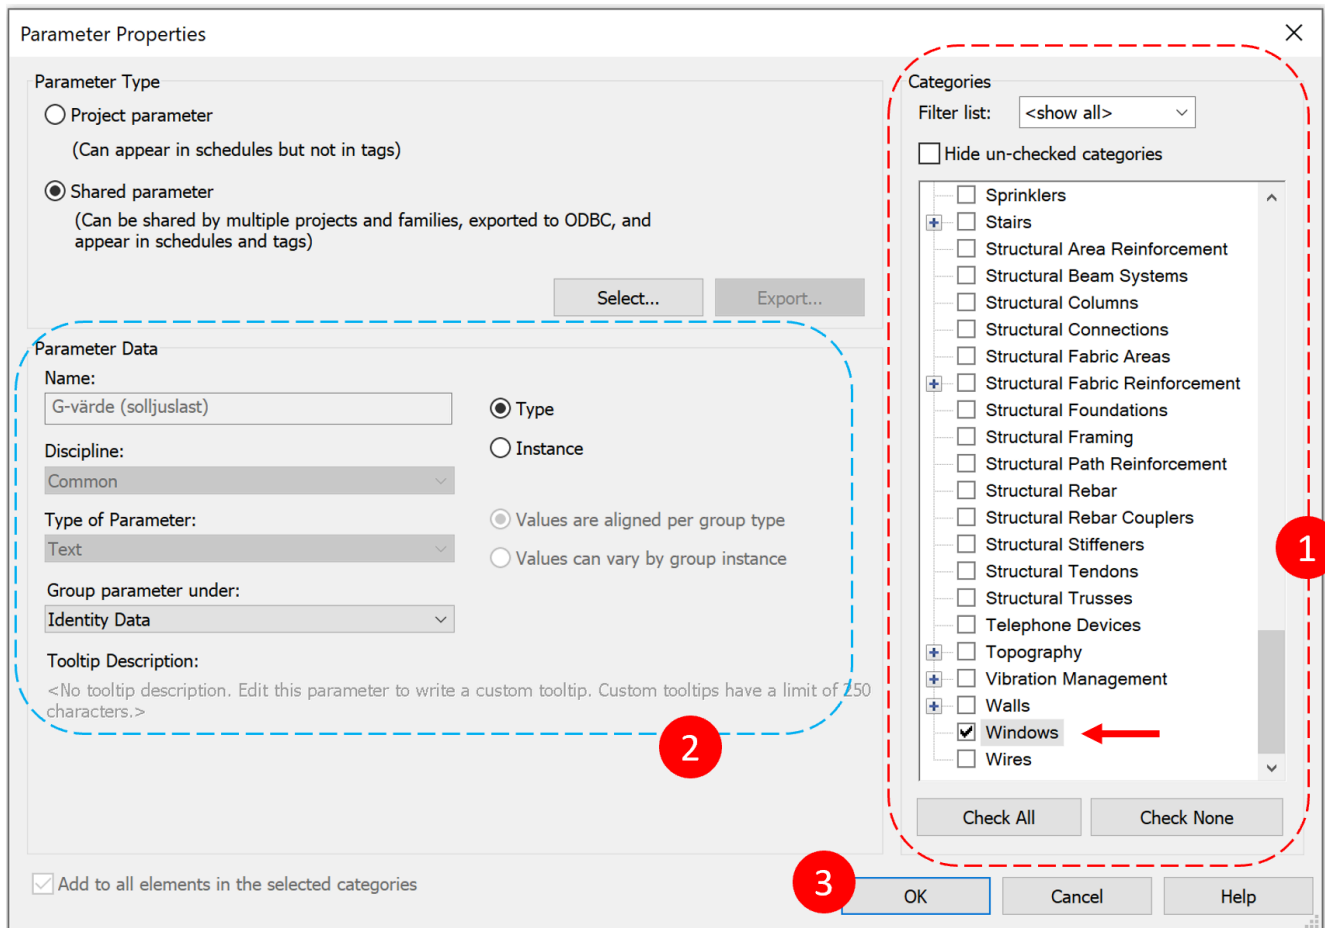 Parameter Properties
Parameter Type
Project parameter
(Can appear in schedules but not in tags)
Shared parameter
(Can be shared by multiple projects and families, exported to ODBC, and
appear in schedules and tags)
Select...
Export...
Parameter Data
Name:
G-värde (solljuslast)
Type
Instance
Discipline:
Common
Type of Parameter:
Text
Values are aligned per group type
Values can vary by group instance
Group parameter under:
Identity Data
Tooltip Description:
<No tooltip description. Edit this parameter to write a custom tooltip. Custom tooltips have a limit of 250
characters.>
2
Categories
Filter list:
<show all>
Hide un-checked categories
Sprinklers
Stairs
Structural Area Reinforcement
Structural Beam Systems
Structural Columns
Structural Connections
Structural Fabric Areas
Structural Fabric Reinforcement
Structural Foundations
Structural Framing
Structural Path Reinforcement
Structural Rebar
Structural Rebar Couplers
Structural Stiffeners
Structural Tendons
Structural Trusses
Telephone Devices
Topography
Vibration Management
Walls
Windows
Wires
1
Check All
Check None
Add to all elements in the selected categories
3
OK
Cancel
Help